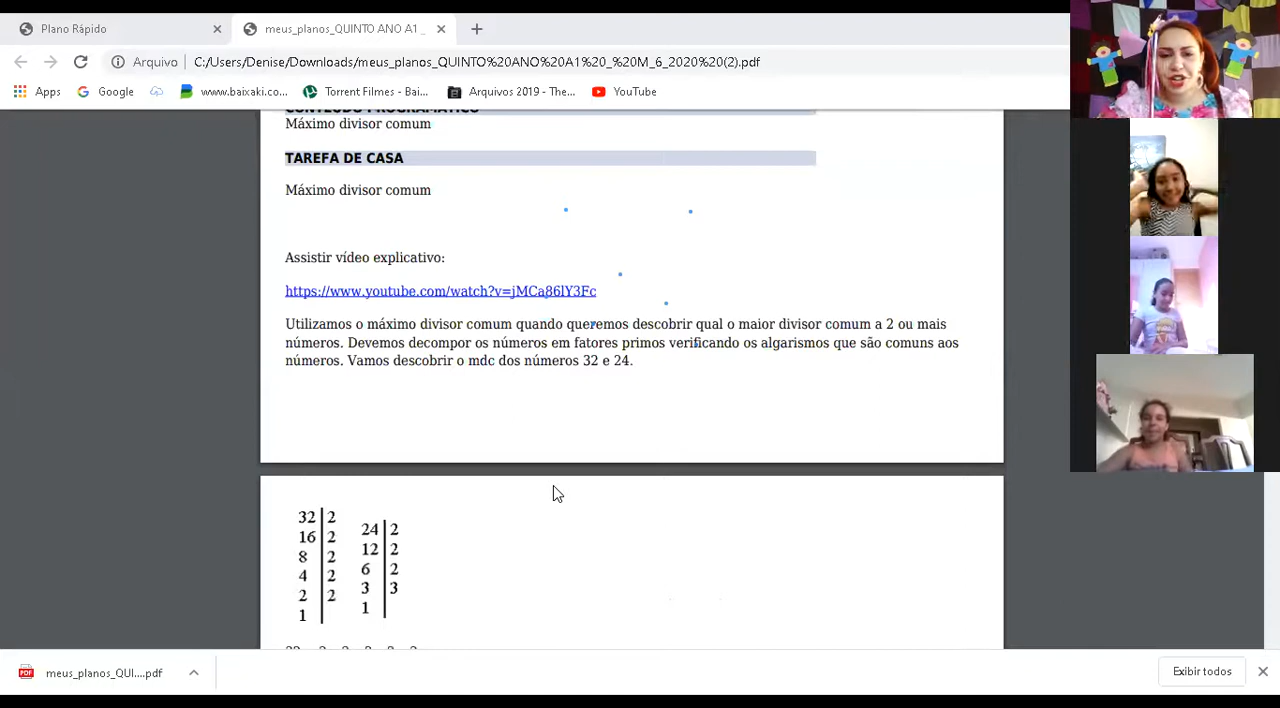 Plano Rápido
meus_planos_QUINTO ANO A1 _
Arquivo
C:/Users/Denise/Downloads/meus_planos_QUINTO%20ANO%20A1%20_%20M_6_2020%20(2).pdf
Apps
Google
www.baixaki.co...
Torrent Filmes - Bai...
Arquivos 2019 - The...
YouTube
CONTEÚDO PROGRAMÁTICO
Máximo divisor comum
TAREFA DE CASA
Máximo divisor comum
Assistir vídeo explicativo:
https://www.youtube.com/watch?v=jMCa86lY3Fc
Utilizamos o máximo divisor comum quando queremos descobrir qual o maior divisor comum a 2 ou mais
números. Devemos decompor os números em fatores primos verificando os algarismos que são comuns aos
números. Vamos descobrir o mdc dos números 32 e 24.
32 2
16 2
8 2
4 2
2 2
1
24 2
12 2
6 2
3 3
1
meus_planos_QUI....pdf
Exibir todos